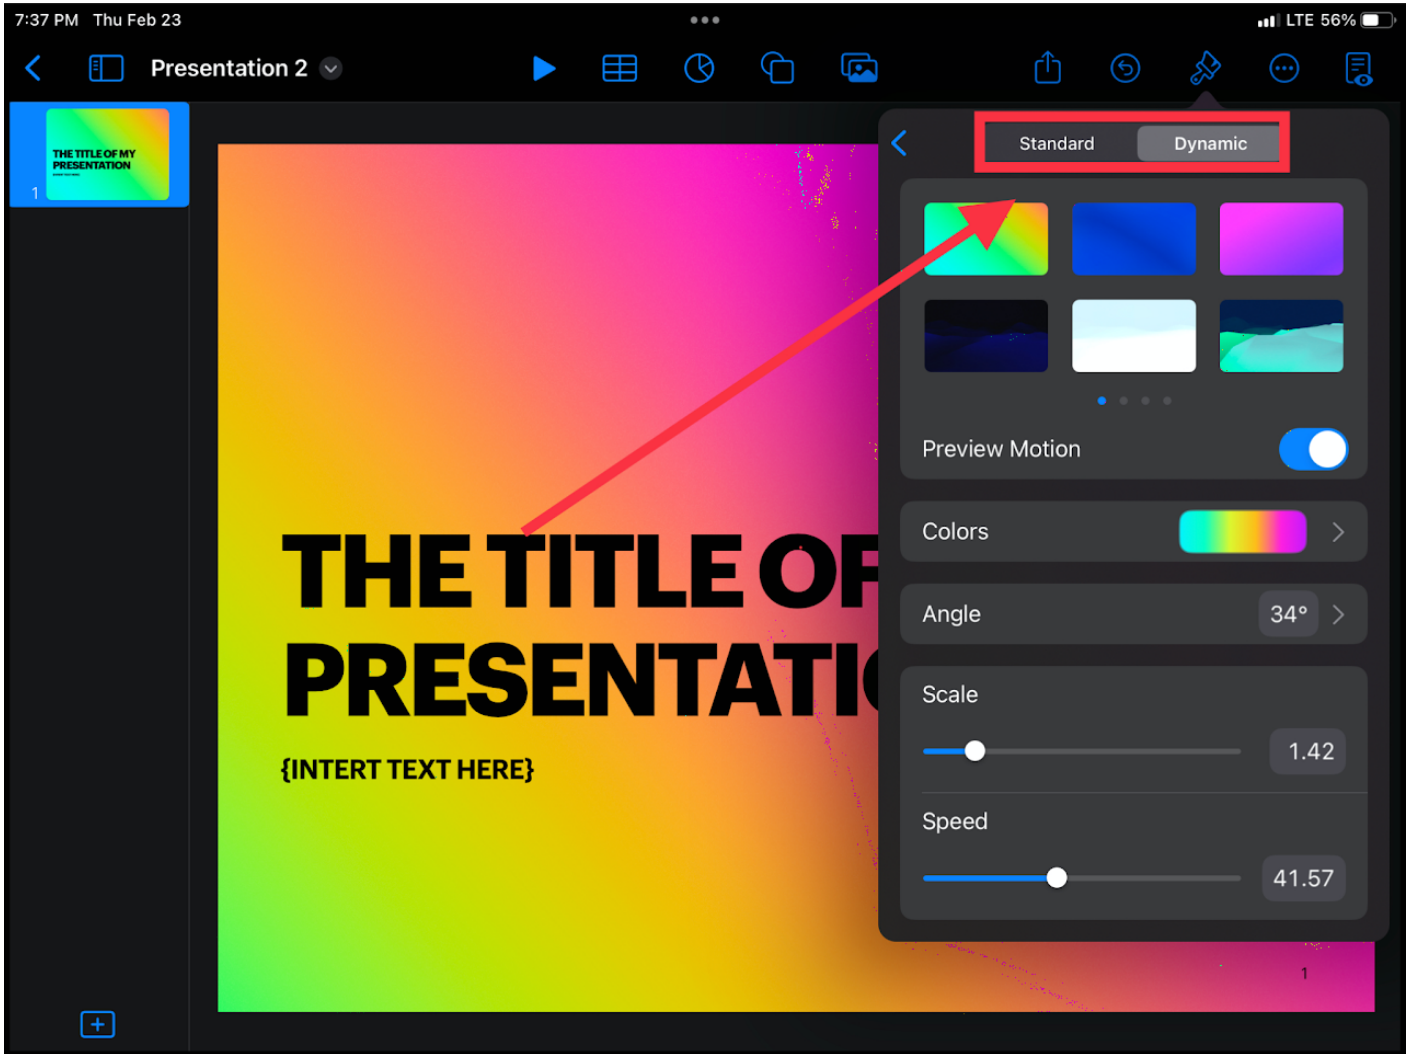 7:37 PM Thu Feb 23
LTE 56%
Presentation 2
THE TITLE OF MY
PRESENTATION
1
Standard
Dynamic
Preview Motion
Colors
Angle
34°
Scale
1.42
Speed
41.57
THE TITLE OF
PRESENTATI
{INTERT TEXT HERE}
1